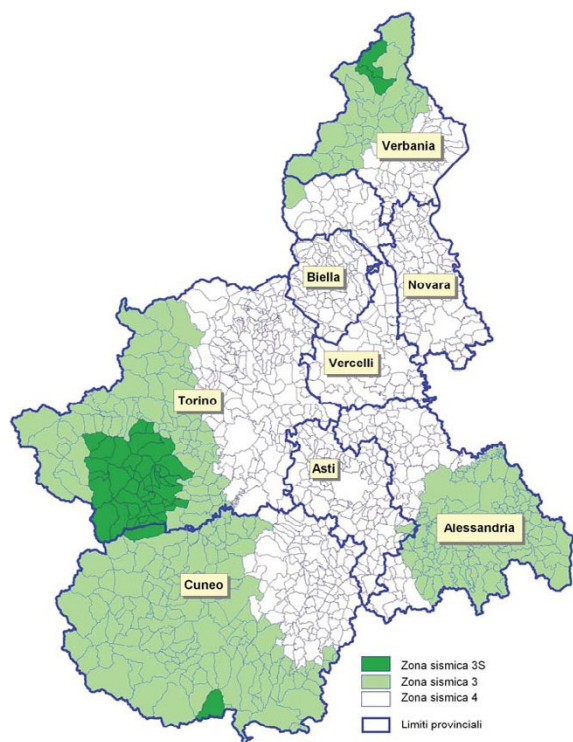 Verbania
Biella
Novara
Vercelli
Torino
Asti
Alessandria
Cuneo
Zona sismica 3S
Zona sismica 3
Zona sismica 4
Limiti provinciali